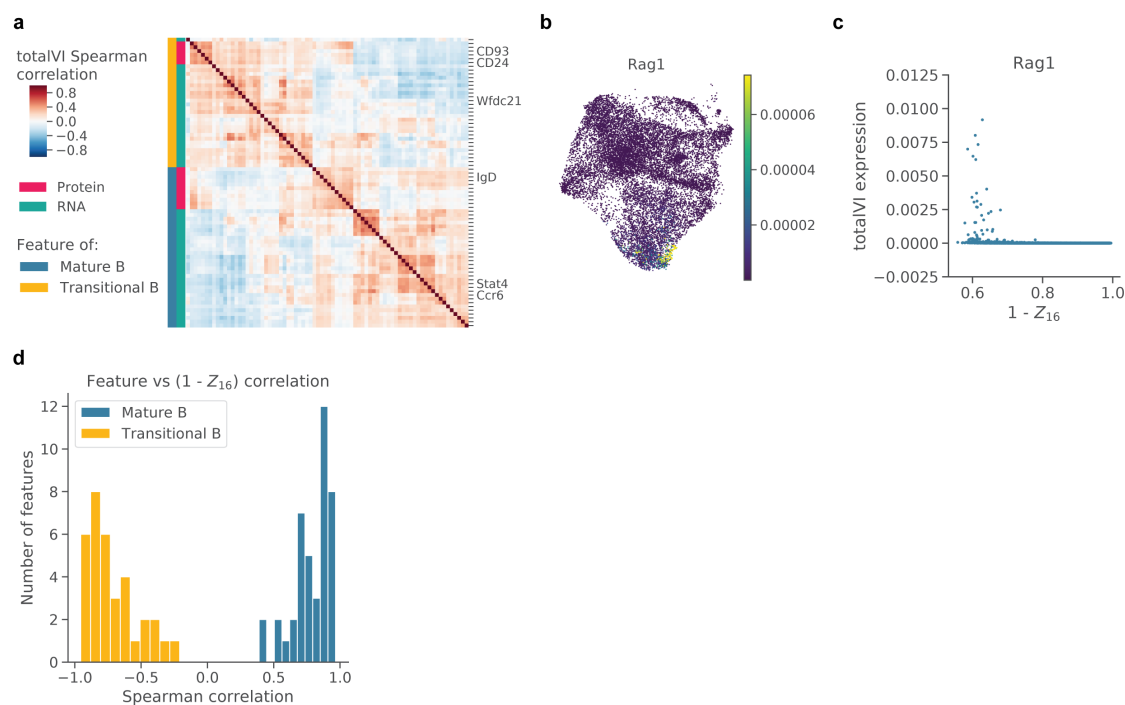 a
totalVI Spearman
correlation
0.8
0.4
0.0
−0.4
−0.8
Protein
RNA
Feature of:
Mature B
Transitional B
CD93
CD24
Wfdc21
IgD
Stat4
Ccr6
b
Rag1
0.00006
0.00004
0.00002
c
Rag1
totalVI expression
0.0125
0.0100
0.0075
0.0050
0.0025
0.0000
−0.0025
0.6
0.8
1.0
1 - Z16
d
Feature vs (1 - Z16) correlation
Mature B
Transitional B
Number of features
12
10
8
6
4
2
0
−1.0
−0.5
0.0
0.5
1.0
Spearman correlation